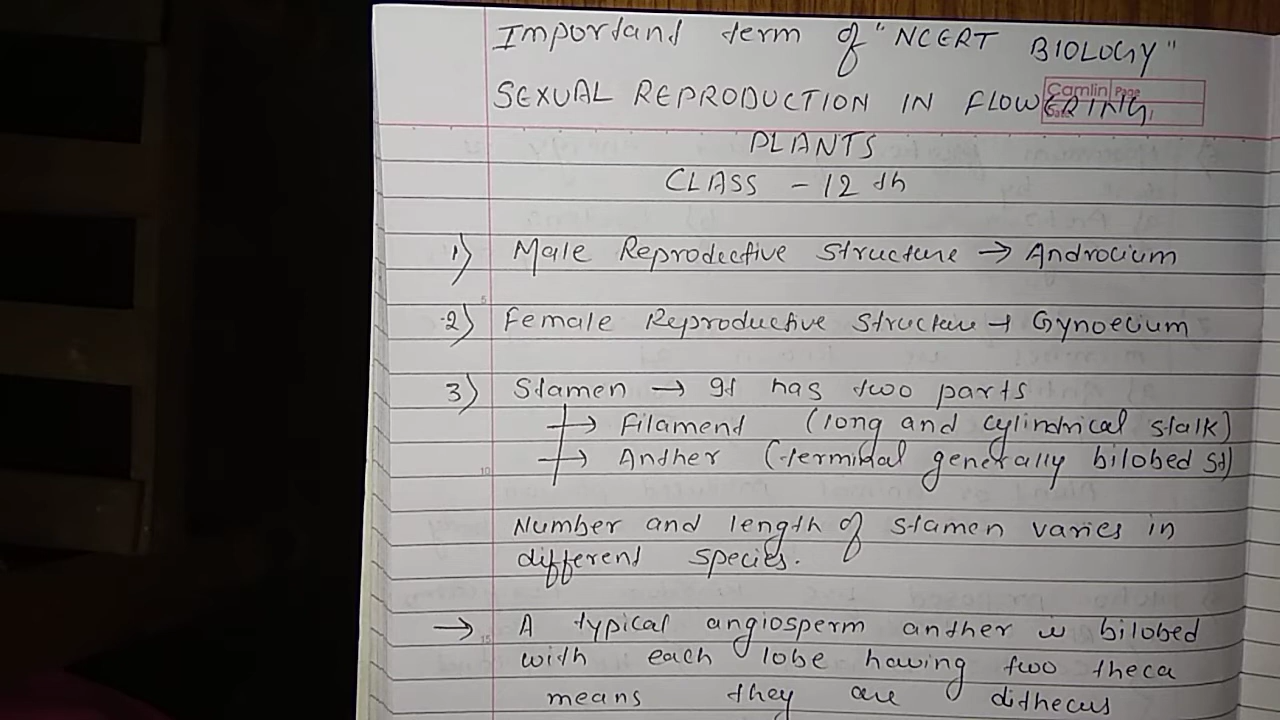 Important term of "NCERT BIOLOGY"
SEXUAL REPRODUCTION IN FLOWERING
PLANTS
CLASS - 12 th
1) Male Reproductive Structure → Androcium
2) Female Reproductive Structure → Gynoecium
3) Stamen → It has two parts
→ Filament (long and cylindrical stalk)
→ Anther (terminal generally bilobed St)
Number and length of stamen varies in
different species.
→ A typical angiosperm anther is bilobed
with each lobe having two theca
means they are dithecus